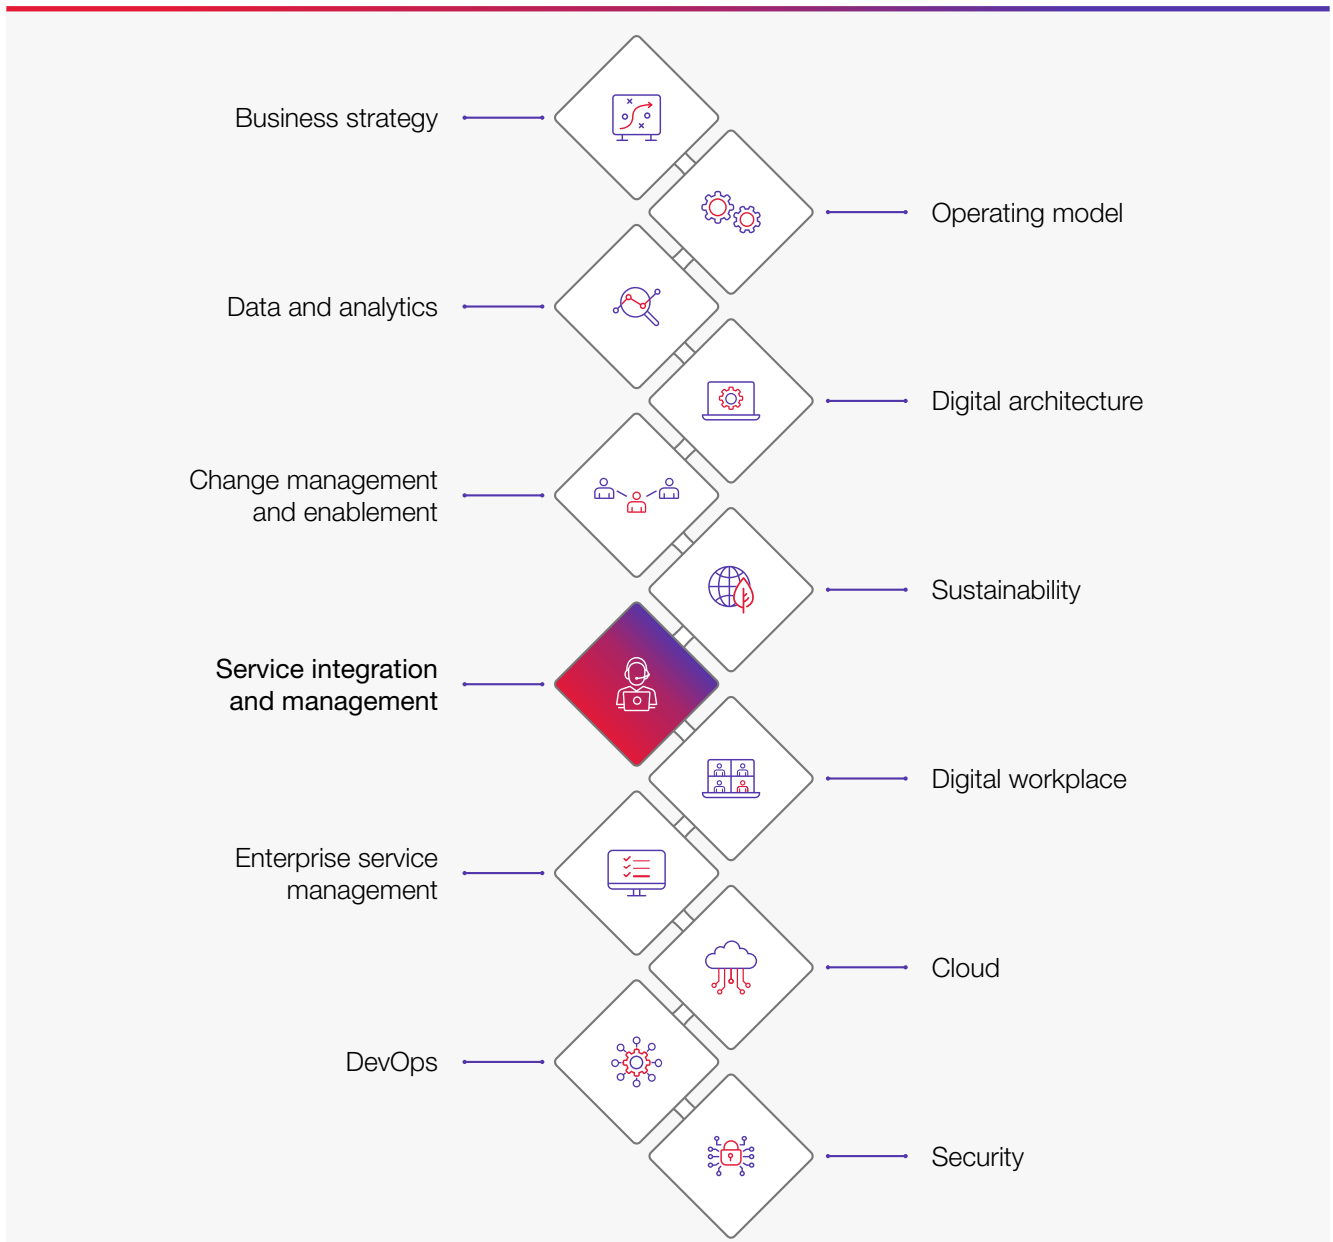 Business strategy
Operating model
Data and analytics
Digital architecture
Change management
and enablement
Sustainability
Service integration
and management
Digital workplace
Enterprise service
management
Cloud
DevOps
Security